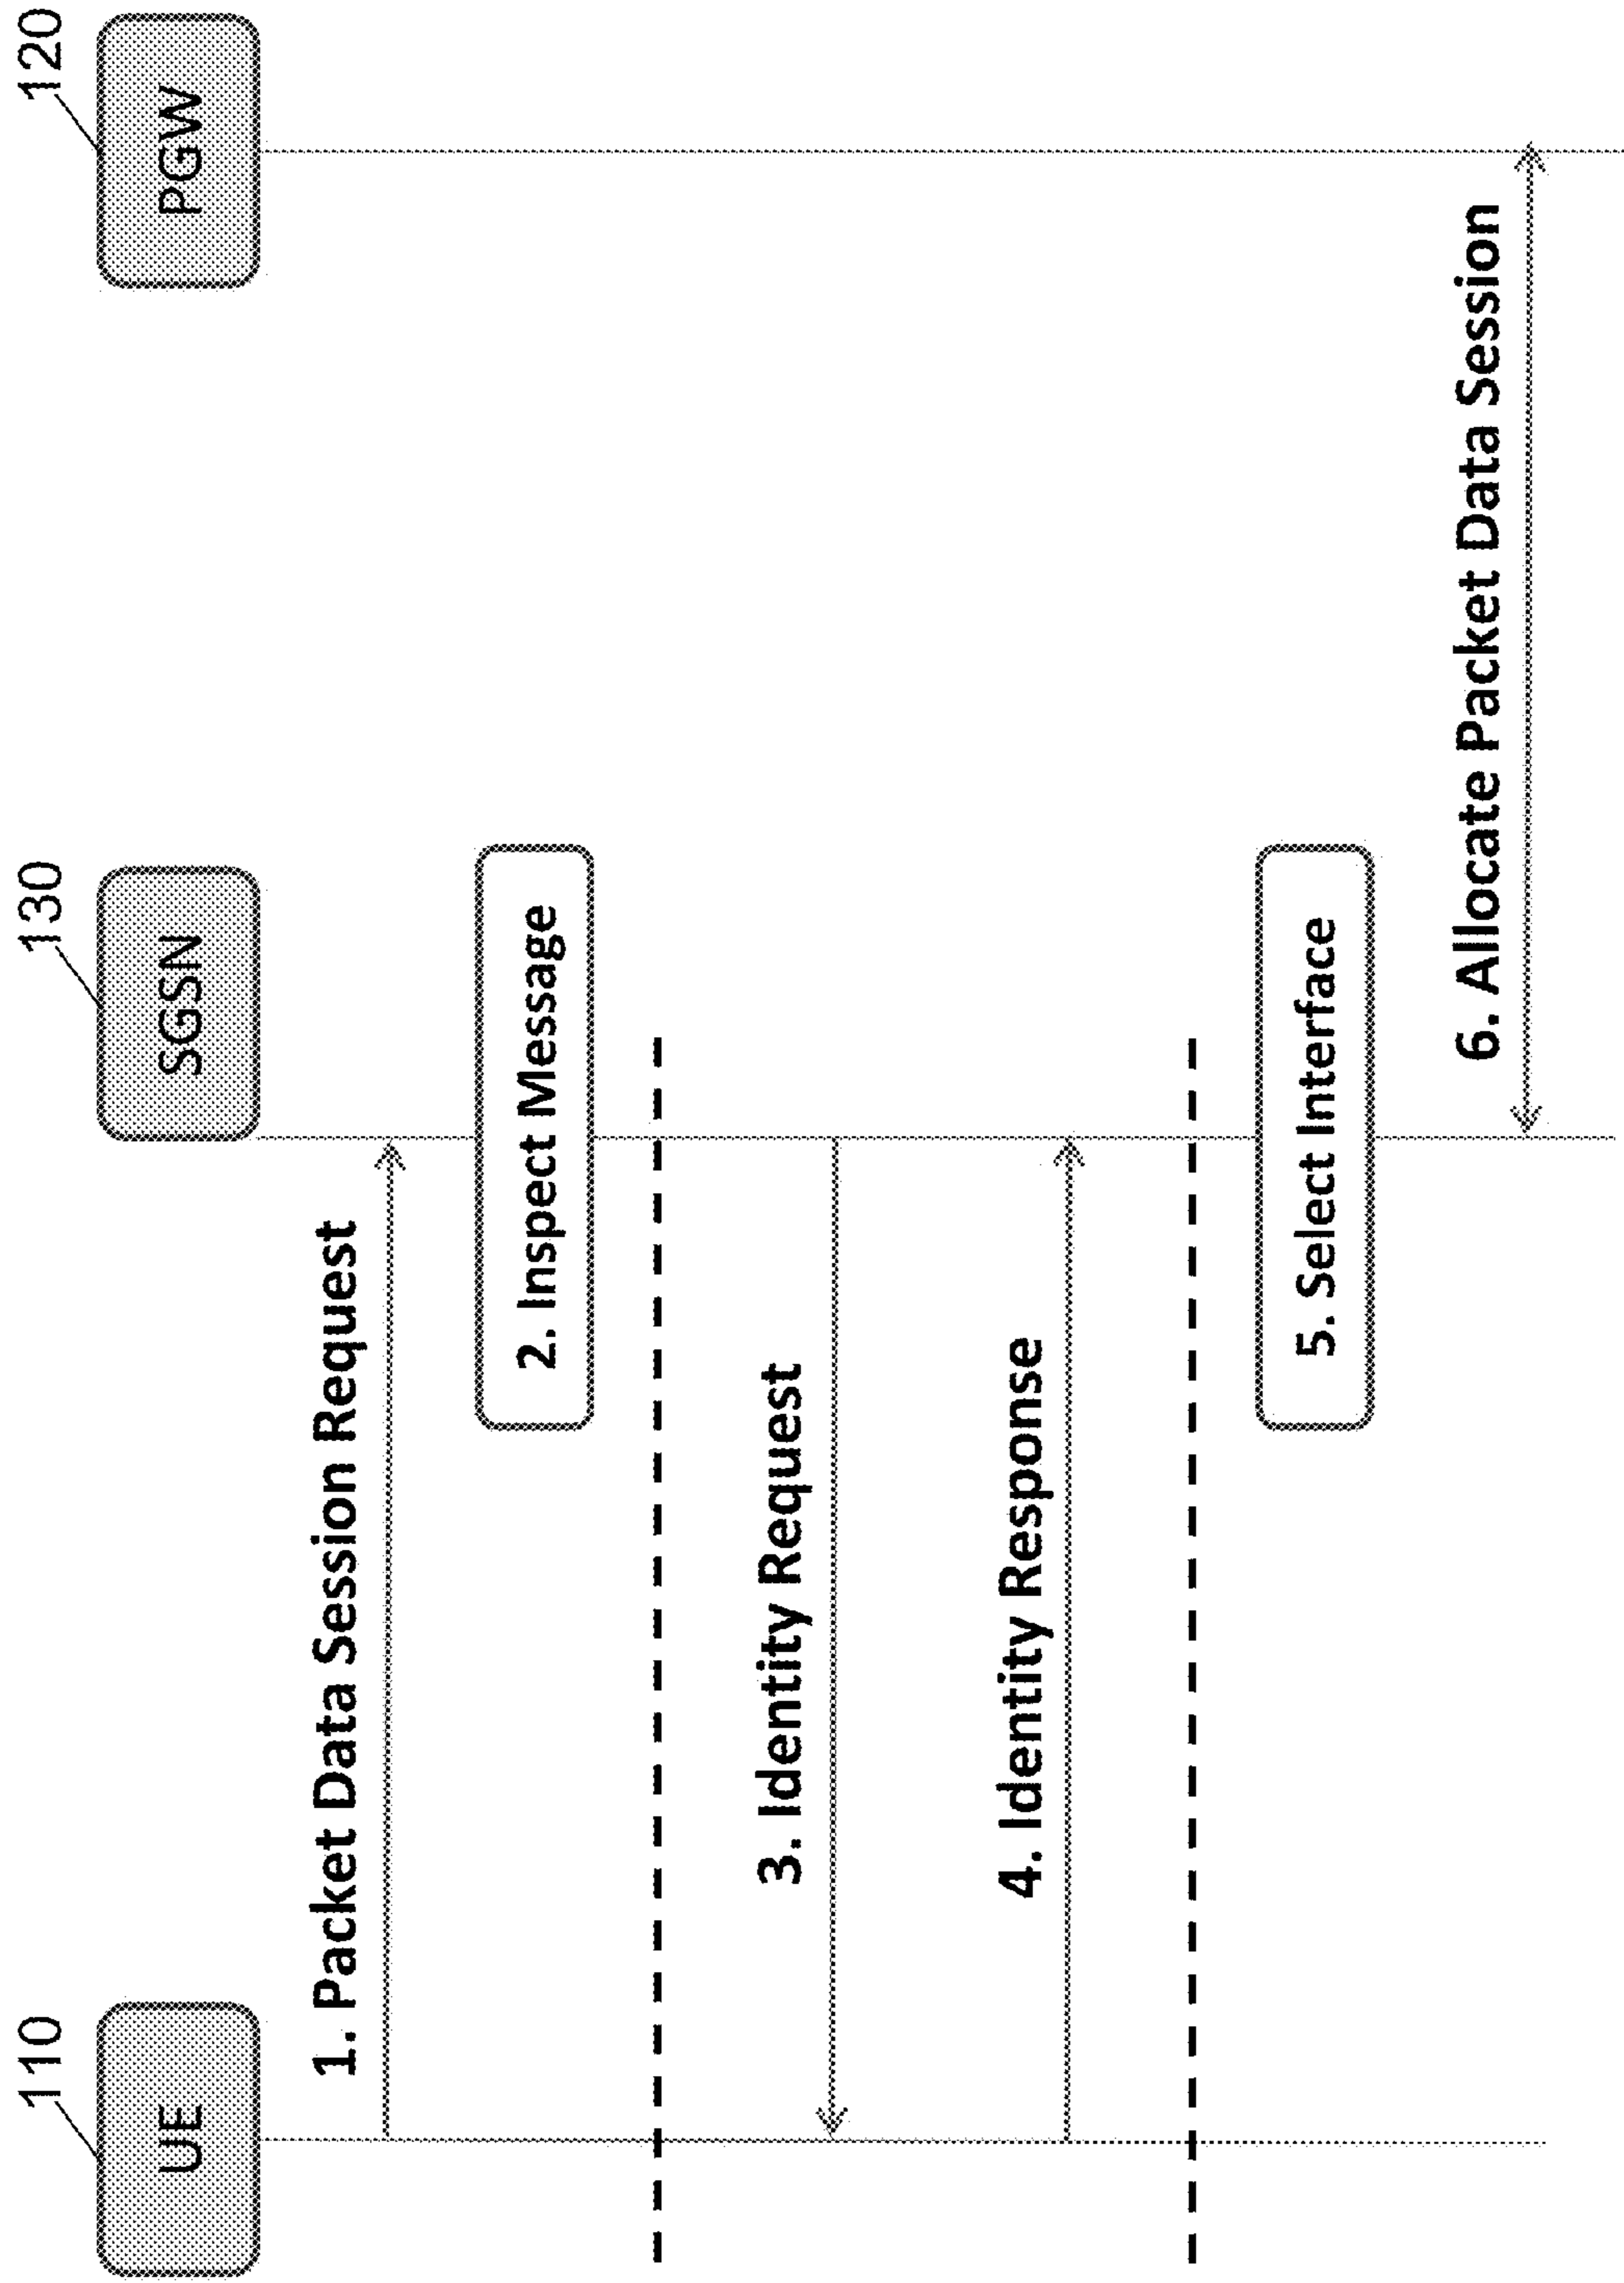 110
130
120
UE
SGSN
PGW
1. Packet Data Session Request
2. Inspect Message
3. Identity Request
4. Identity Response
5. Select Interface
6. Allocate Packet Data Session